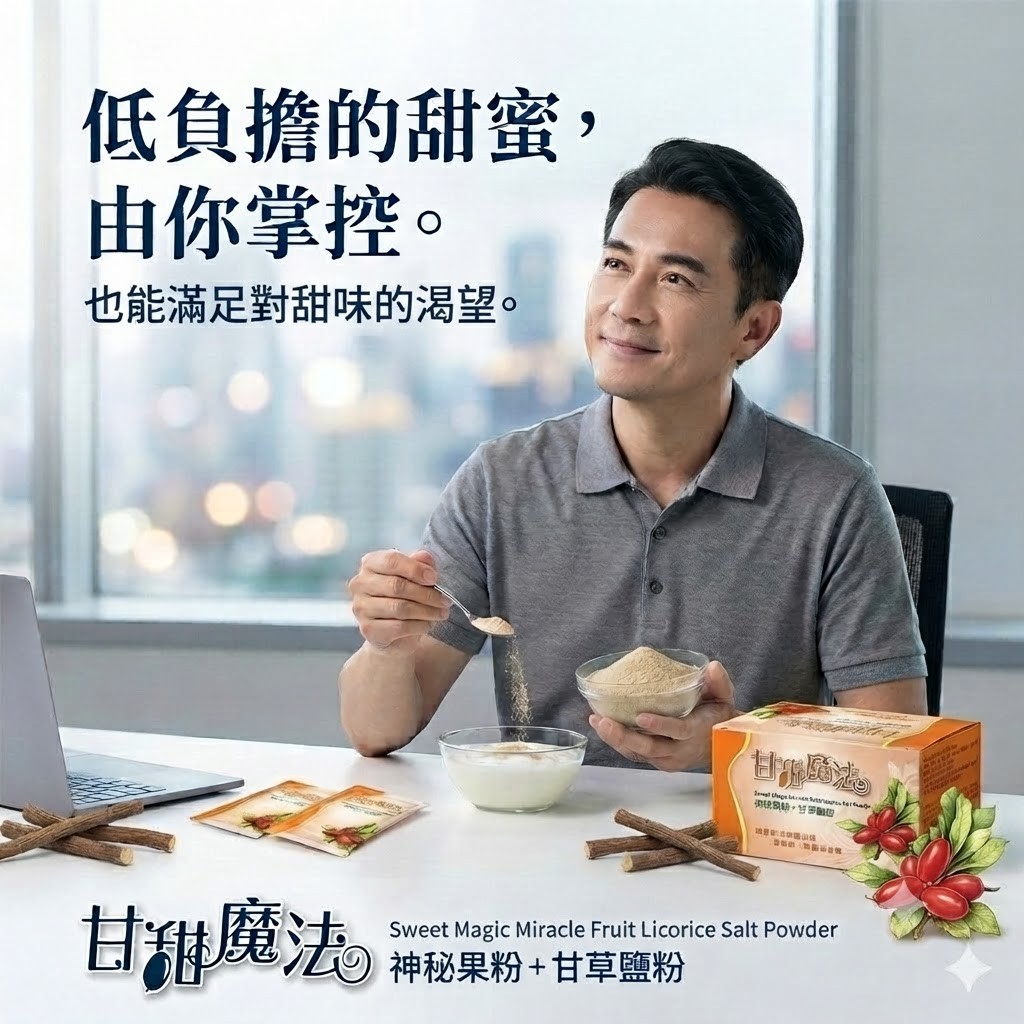 低負擔的甜蜜，
由你掌控。
也能滿足對甜味的渴望。
甘甜魔法
甘甜魔法
Sweet Magic Miracle Fruit Licorice Salt Powder
神秘果粉 + 甘草鹽粉